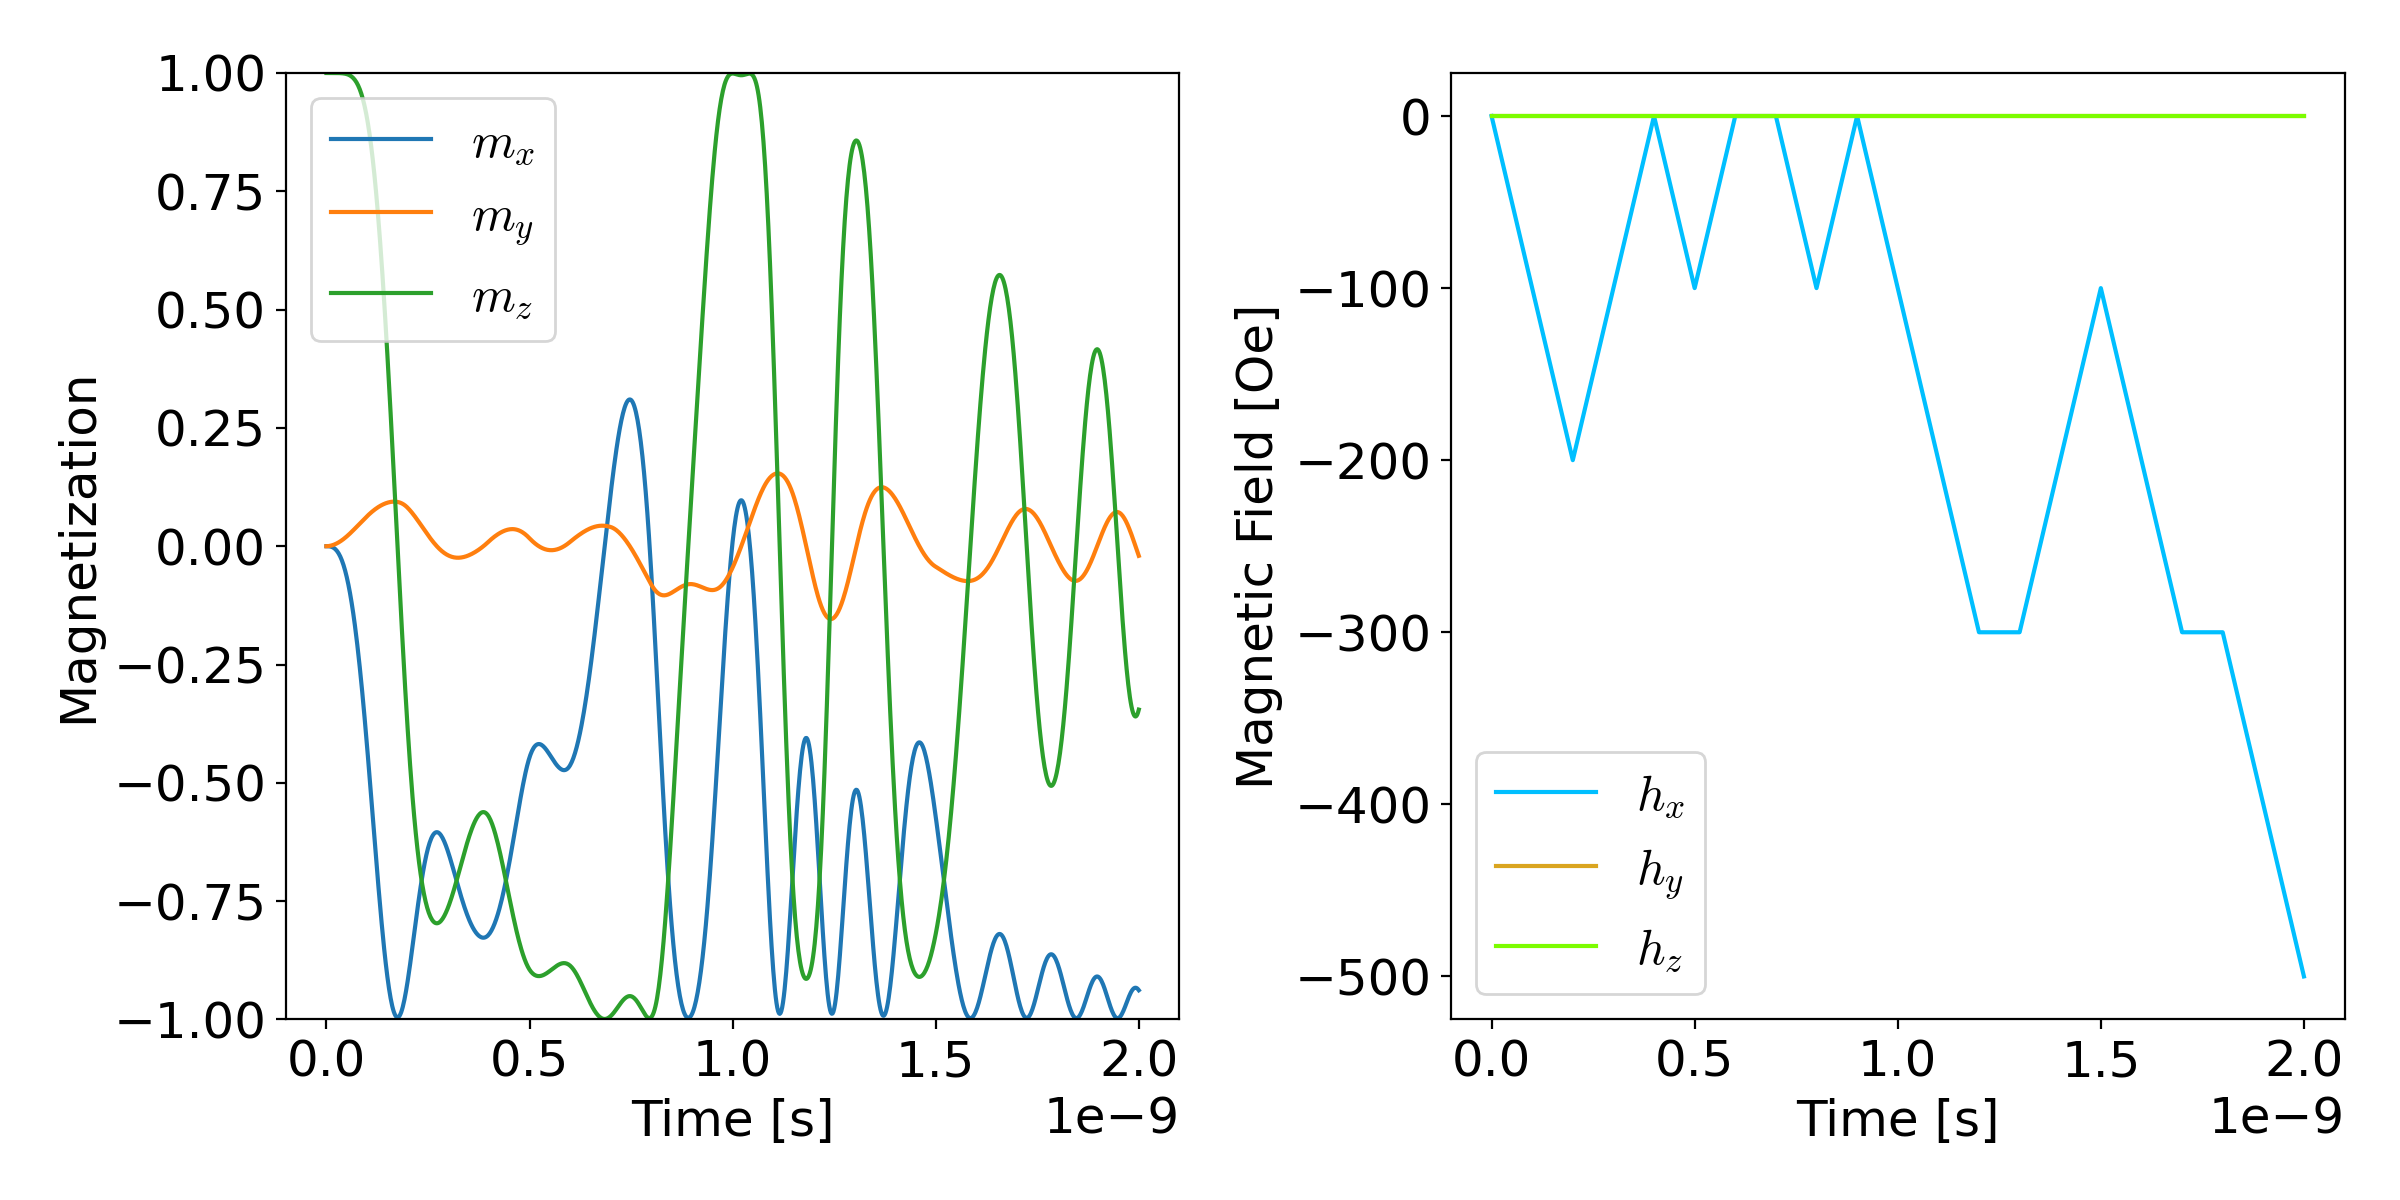 1.00
0.75
0.50
0.25
0.00
−0.25
−0.50
−0.75
−1.00
Magnetization
m_x
m_y
m_z
0.0 0.5 1.0 1.5 2.0
Time [s]
1e−9
0
−100
−200
−300
−400
−500
Magnetic Field [Oe]
h_x
h_y
h_z
0.0 0.5 1.0 1.5 2.0
Time [s]
1e−9